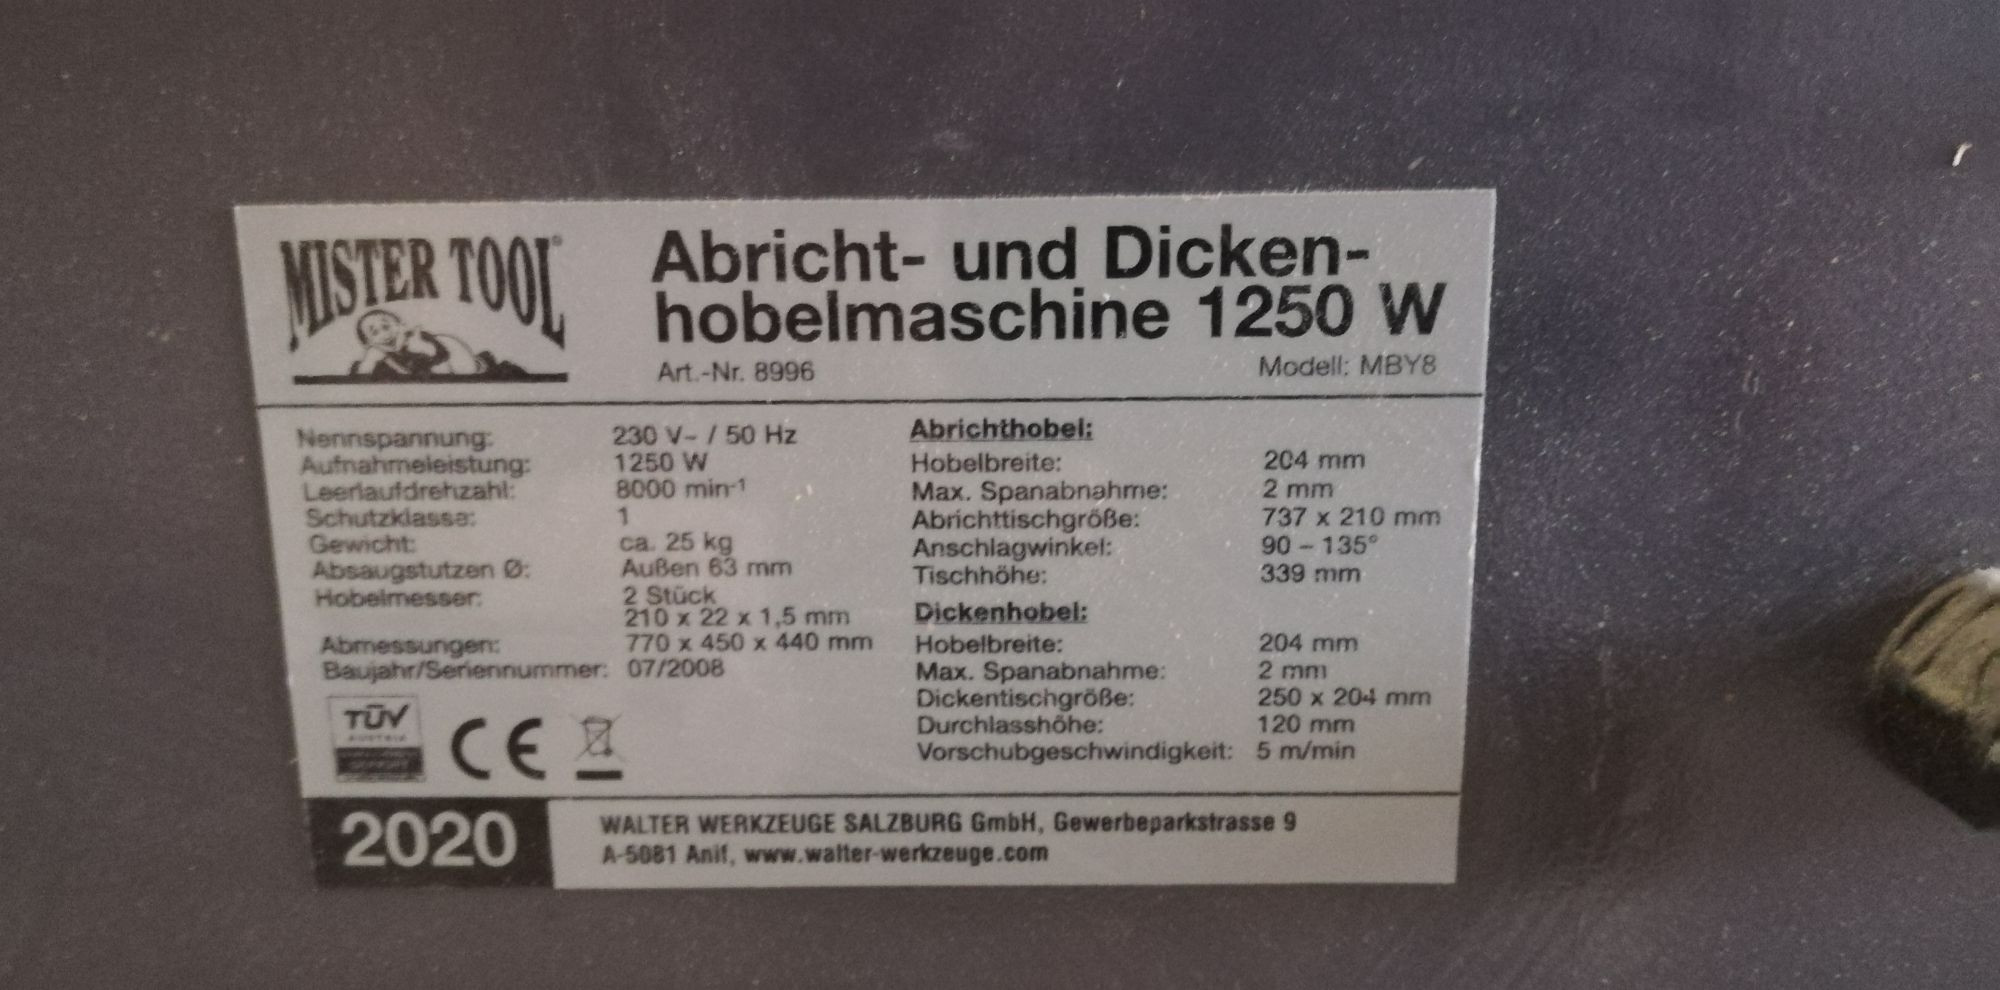 MISTER TOOL®
Abricht- und Dicken-
hobelmaschine 1250 W
Art.-Nr. 8996
Modell: MBY8
Nennspannung: 230 V~ / 50 Hz
Aufnahmeleistung: 1250 W
Leerlaufdrehzahl: 8000 min⁻¹
Schutzklasse: 1
Gewicht: ca. 25 kg
Absaugstutzen Ø: Außen 63 mm
Hobelmesser: 2 Stück
210 x 22 x 1,5 mm
Abmessungen: 770 x 450 x 440 mm
Baujahr/Seriennummer: 07/2008
Abrichthobel:
Hobelbreite: 204 mm
Max. Spanabnahme: 2 mm
Abrichttischgröße: 737 x 210 mm
Anschlagwinkel: 90 – 135°
Tischhöhe: 339 mm
Dickenhobel:
Hobelbreite: 204 mm
Max. Spanabnahme: 2 mm
Dickentischgröße: 250 x 204 mm
Durchlasshöhe: 120 mm
Vorschubgeschwindigkeit: 5 m/min
TÜV
AUSTRIA
CE
2020
WALTER WERKZEUGE SALZBURG GmbH, Gewerbeparkstrasse 9
A-5081 Anif, www.walter-werkzeuge.com